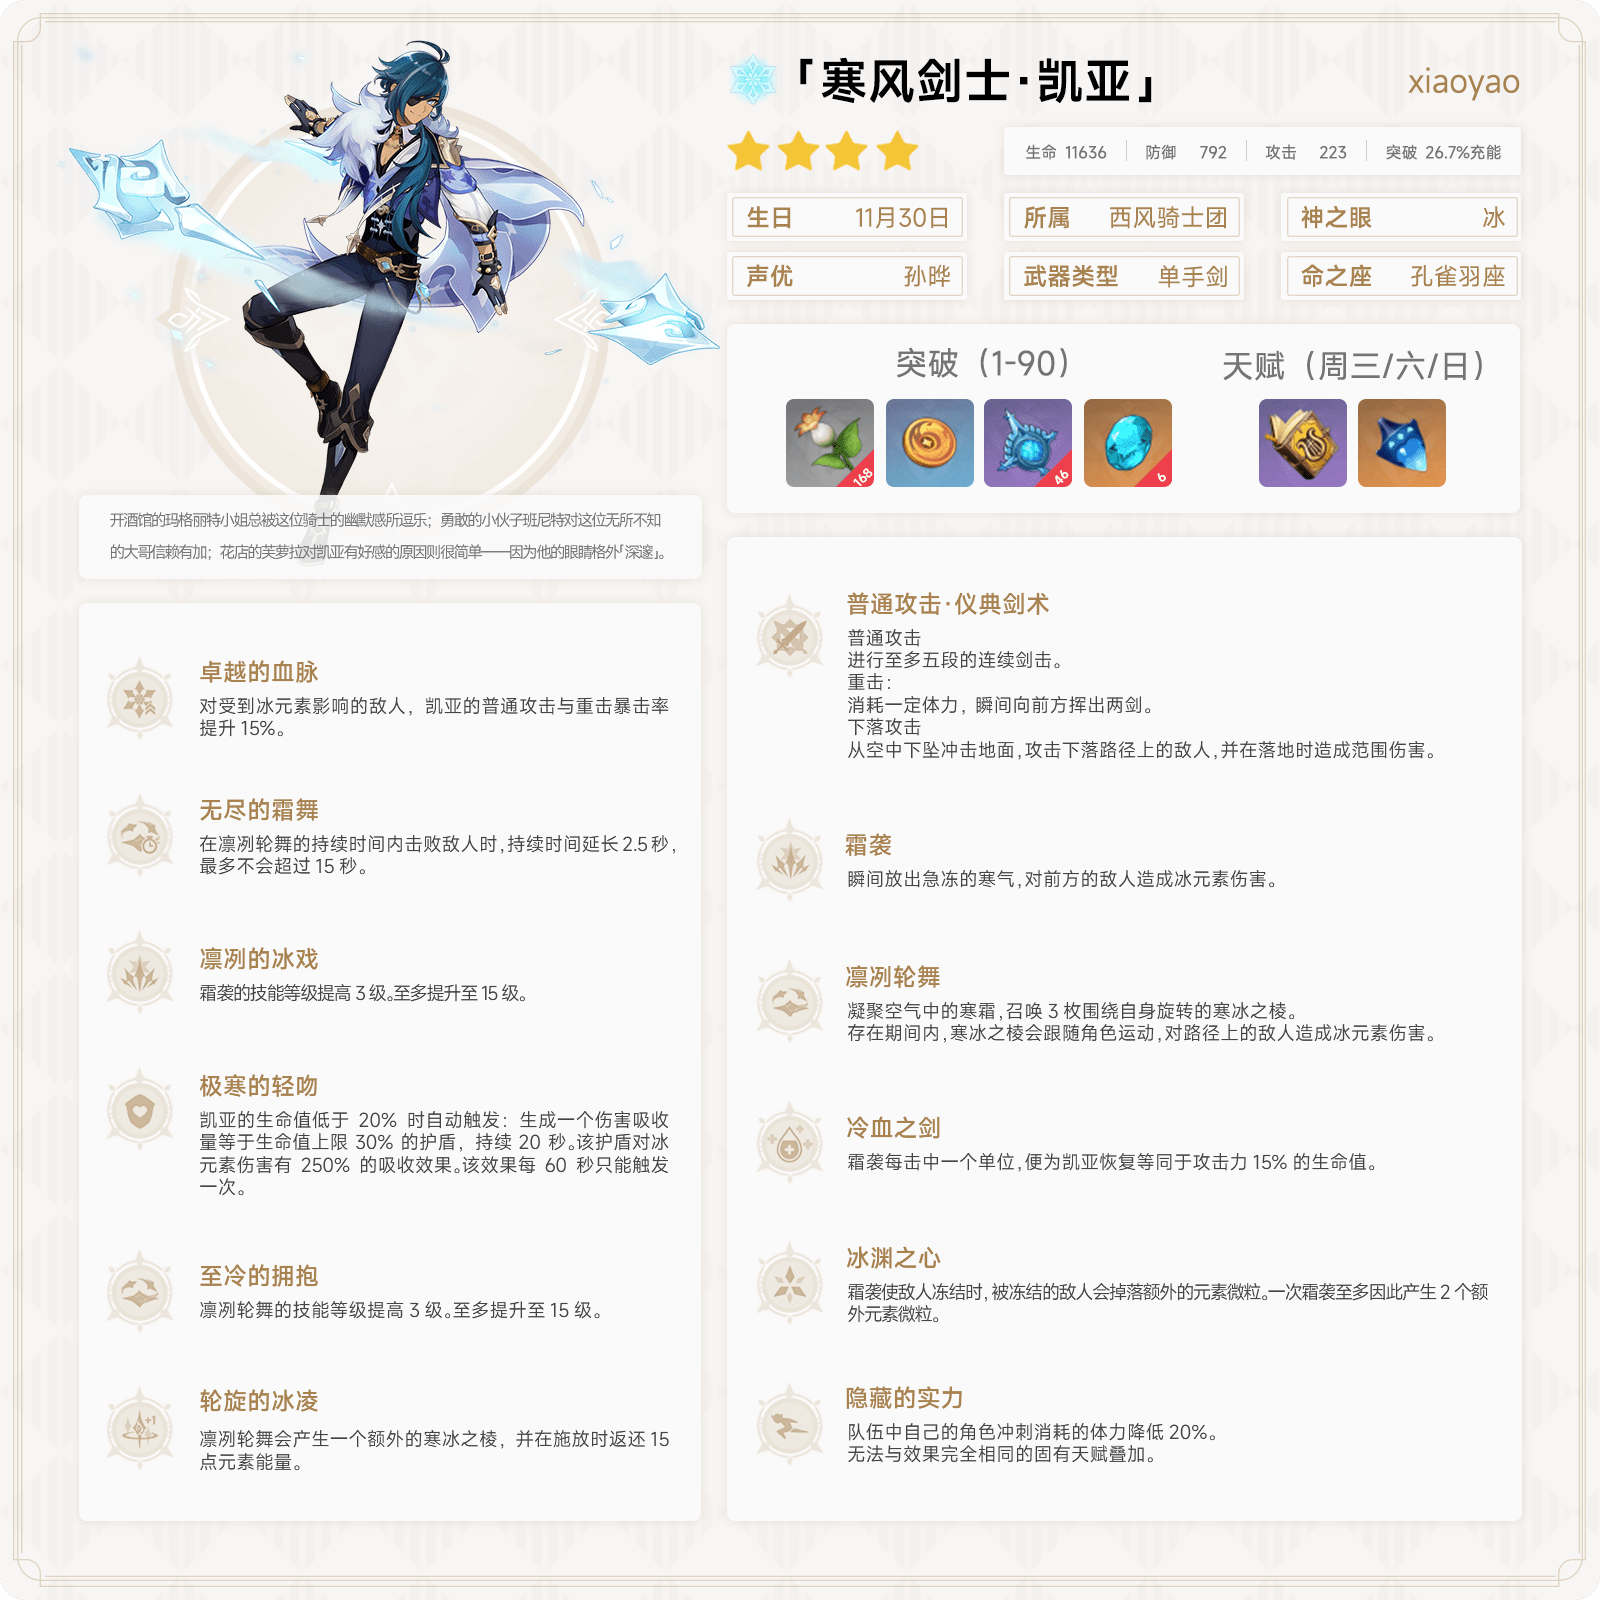 「寒风剑士·凯亚」
xiaoyao
生命 11636 防御 792 攻击 223 突破 26.7%充能
生日 11月30日 所属 西风骑士团 神之眼 冰
声优 孙晔 武器类型 单手剑 命之座 孔雀羽座
突破（1-90） 天赋（周三/六/日）
168 46 6
开酒馆的玛格丽特小姐总被这位骑士的幽默感所逗乐；勇敢的小伙子班尼特对这位无所不知
的大哥信赖有加；花店的芙萝拉对凯亚有好感的原因则很简单——因为他的眼睛格外「深邃」。
卓越的血脉
对受到冰元素影响的敌人，凯亚的普通攻击与重击暴击率
提升 15%。
无尽的霜舞
在凛冽轮舞的持续时间内击败敌人时,持续时间延长 2.5 秒，
最多不会超过 15 秒。
凛冽的冰戏
霜袭的技能等级提高 3 级。至多提升至 15 级。
极寒的轻吻
凯亚的生命值低于 20% 时自动触发：生成一个伤害吸收
量等于生命值上限 30% 的护盾，持续 20 秒。该护盾对冰
元素伤害有 250% 的吸收效果。该效果每 60 秒只能触发
一次。
至冷的拥抱
凛冽轮舞的技能等级提高 3 级。至多提升至 15 级。
轮旋的冰凌
+1
凛冽轮舞会产生一个额外的寒冰之棱，并在施放时返还 15
点元素能量。
普通攻击·仪典剑术
普通攻击
进行至多五段的连续剑击。
重击：
消耗一定体力，瞬间向前方挥出两剑。
下落攻击
从空中下坠冲击地面,攻击下落路径上的敌人,并在落地时造成范围伤害。
霜袭
瞬间放出急冻的寒气,对前方的敌人造成冰元素伤害。
凛冽轮舞
凝聚空气中的寒霜,召唤 3 枚围绕自身旋转的寒冰之棱。
存在期间内,寒冰之棱会跟随角色运动,对路径上的敌人造成冰元素伤害。
冷血之剑
霜袭每击中一个单位,便为凯亚恢复等同于攻击力 15% 的生命值。
冰渊之心
霜袭使敌人冻结时，被冻结的敌人会掉落额外的元素微粒。一次霜袭至多因此产生 2 个额
外元素微粒。
隐藏的实力
队伍中自己的角色冲刺消耗的体力降低 20%。
无法与效果完全相同的固有天赋叠加。